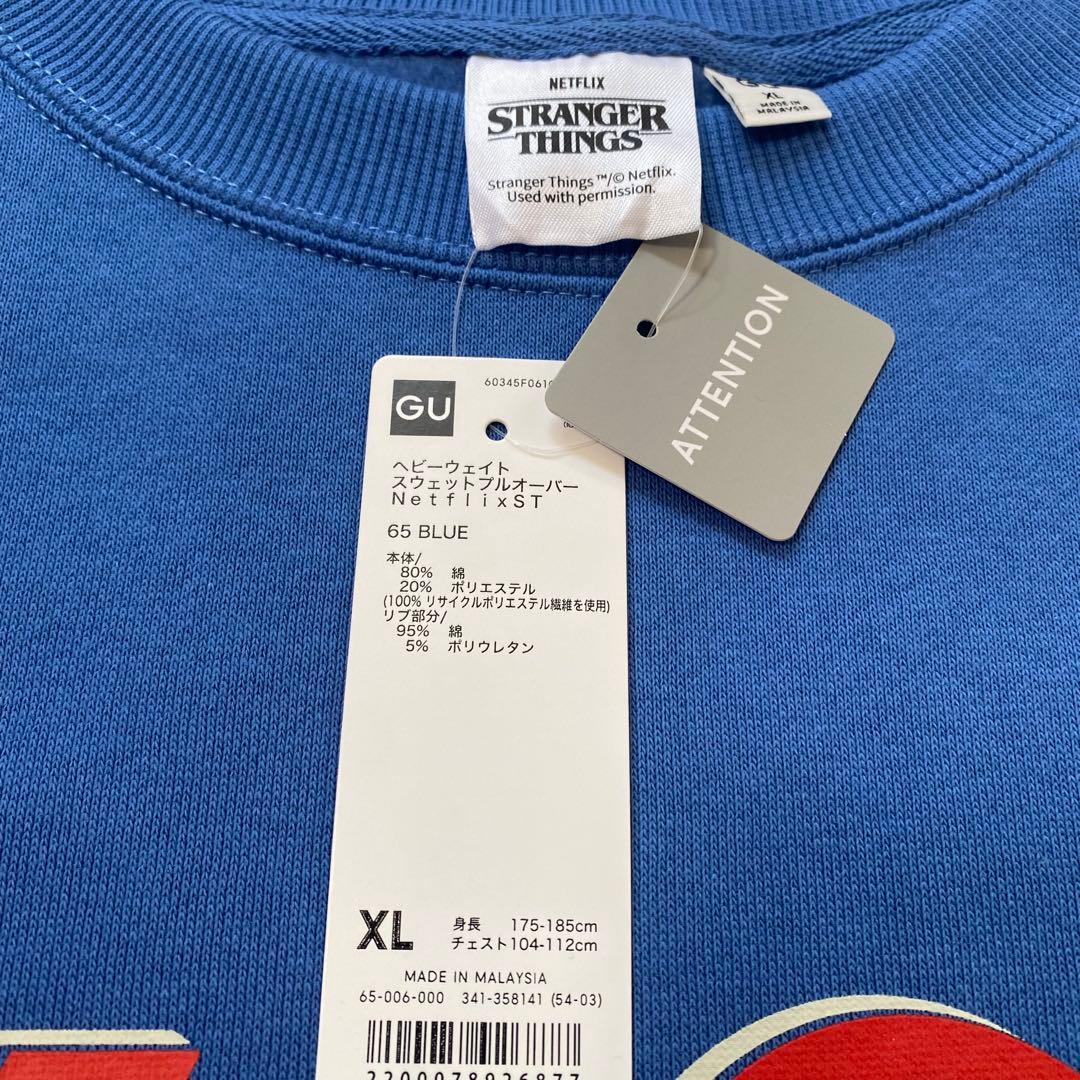 NETFLIX
STRANGER
THINGS
Stranger Things™/© Netflix.
Used with permission.
XL
MADE IN
MALAYSIA
ATTENTION
GU
ヘビーウェイト
スウェットプルオーバー
NetflixST
65 BLUE
本体/
80% 綿
20% ポリエステル
(100% リサイクルポリエステル繊維を使用)
リブ部分/
95% 綿
5% ポリウレタン
XL 身長 175-185cm
チェスト104-112cm
MADE IN MALAYSIA
65-006-000 341-358141 (54-03)